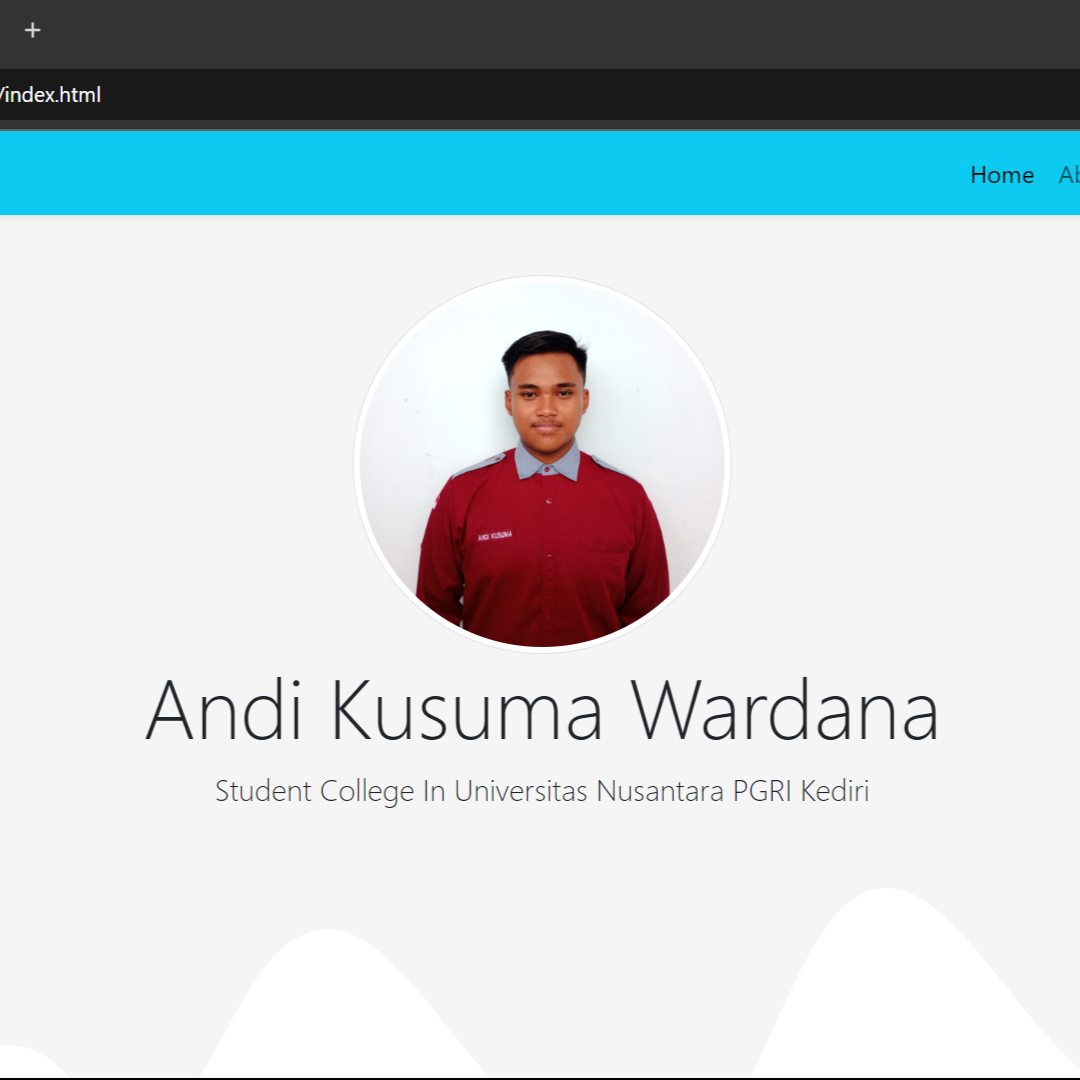 +
/index.html
Home Ab
ANDI KUSUMA
Andi Kusuma Wardana
Student College In Universitas Nusantara PGRI Kediri